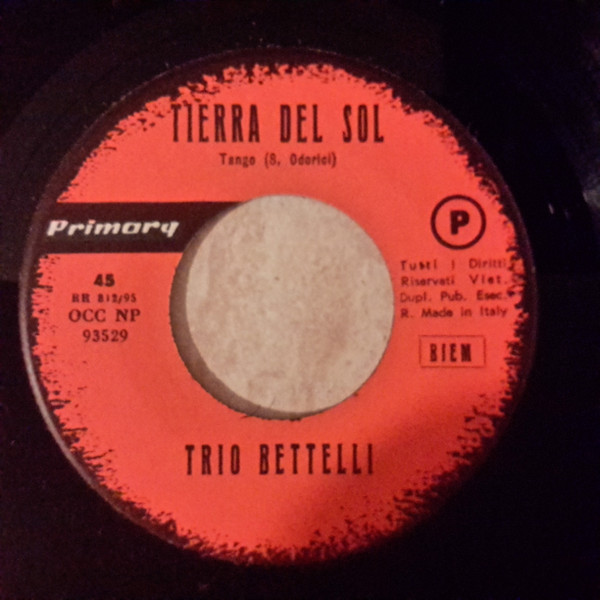 TIERRA DEL SOL
Tango (S. Odorici)
Primary
P
45
RR 812/95
OCC NP
93529
Tutti i Diritti
Riservati Viet.
Dupl. Pub. Esec.
R. Made in Italy
BIEM
TRIO BETTELLI